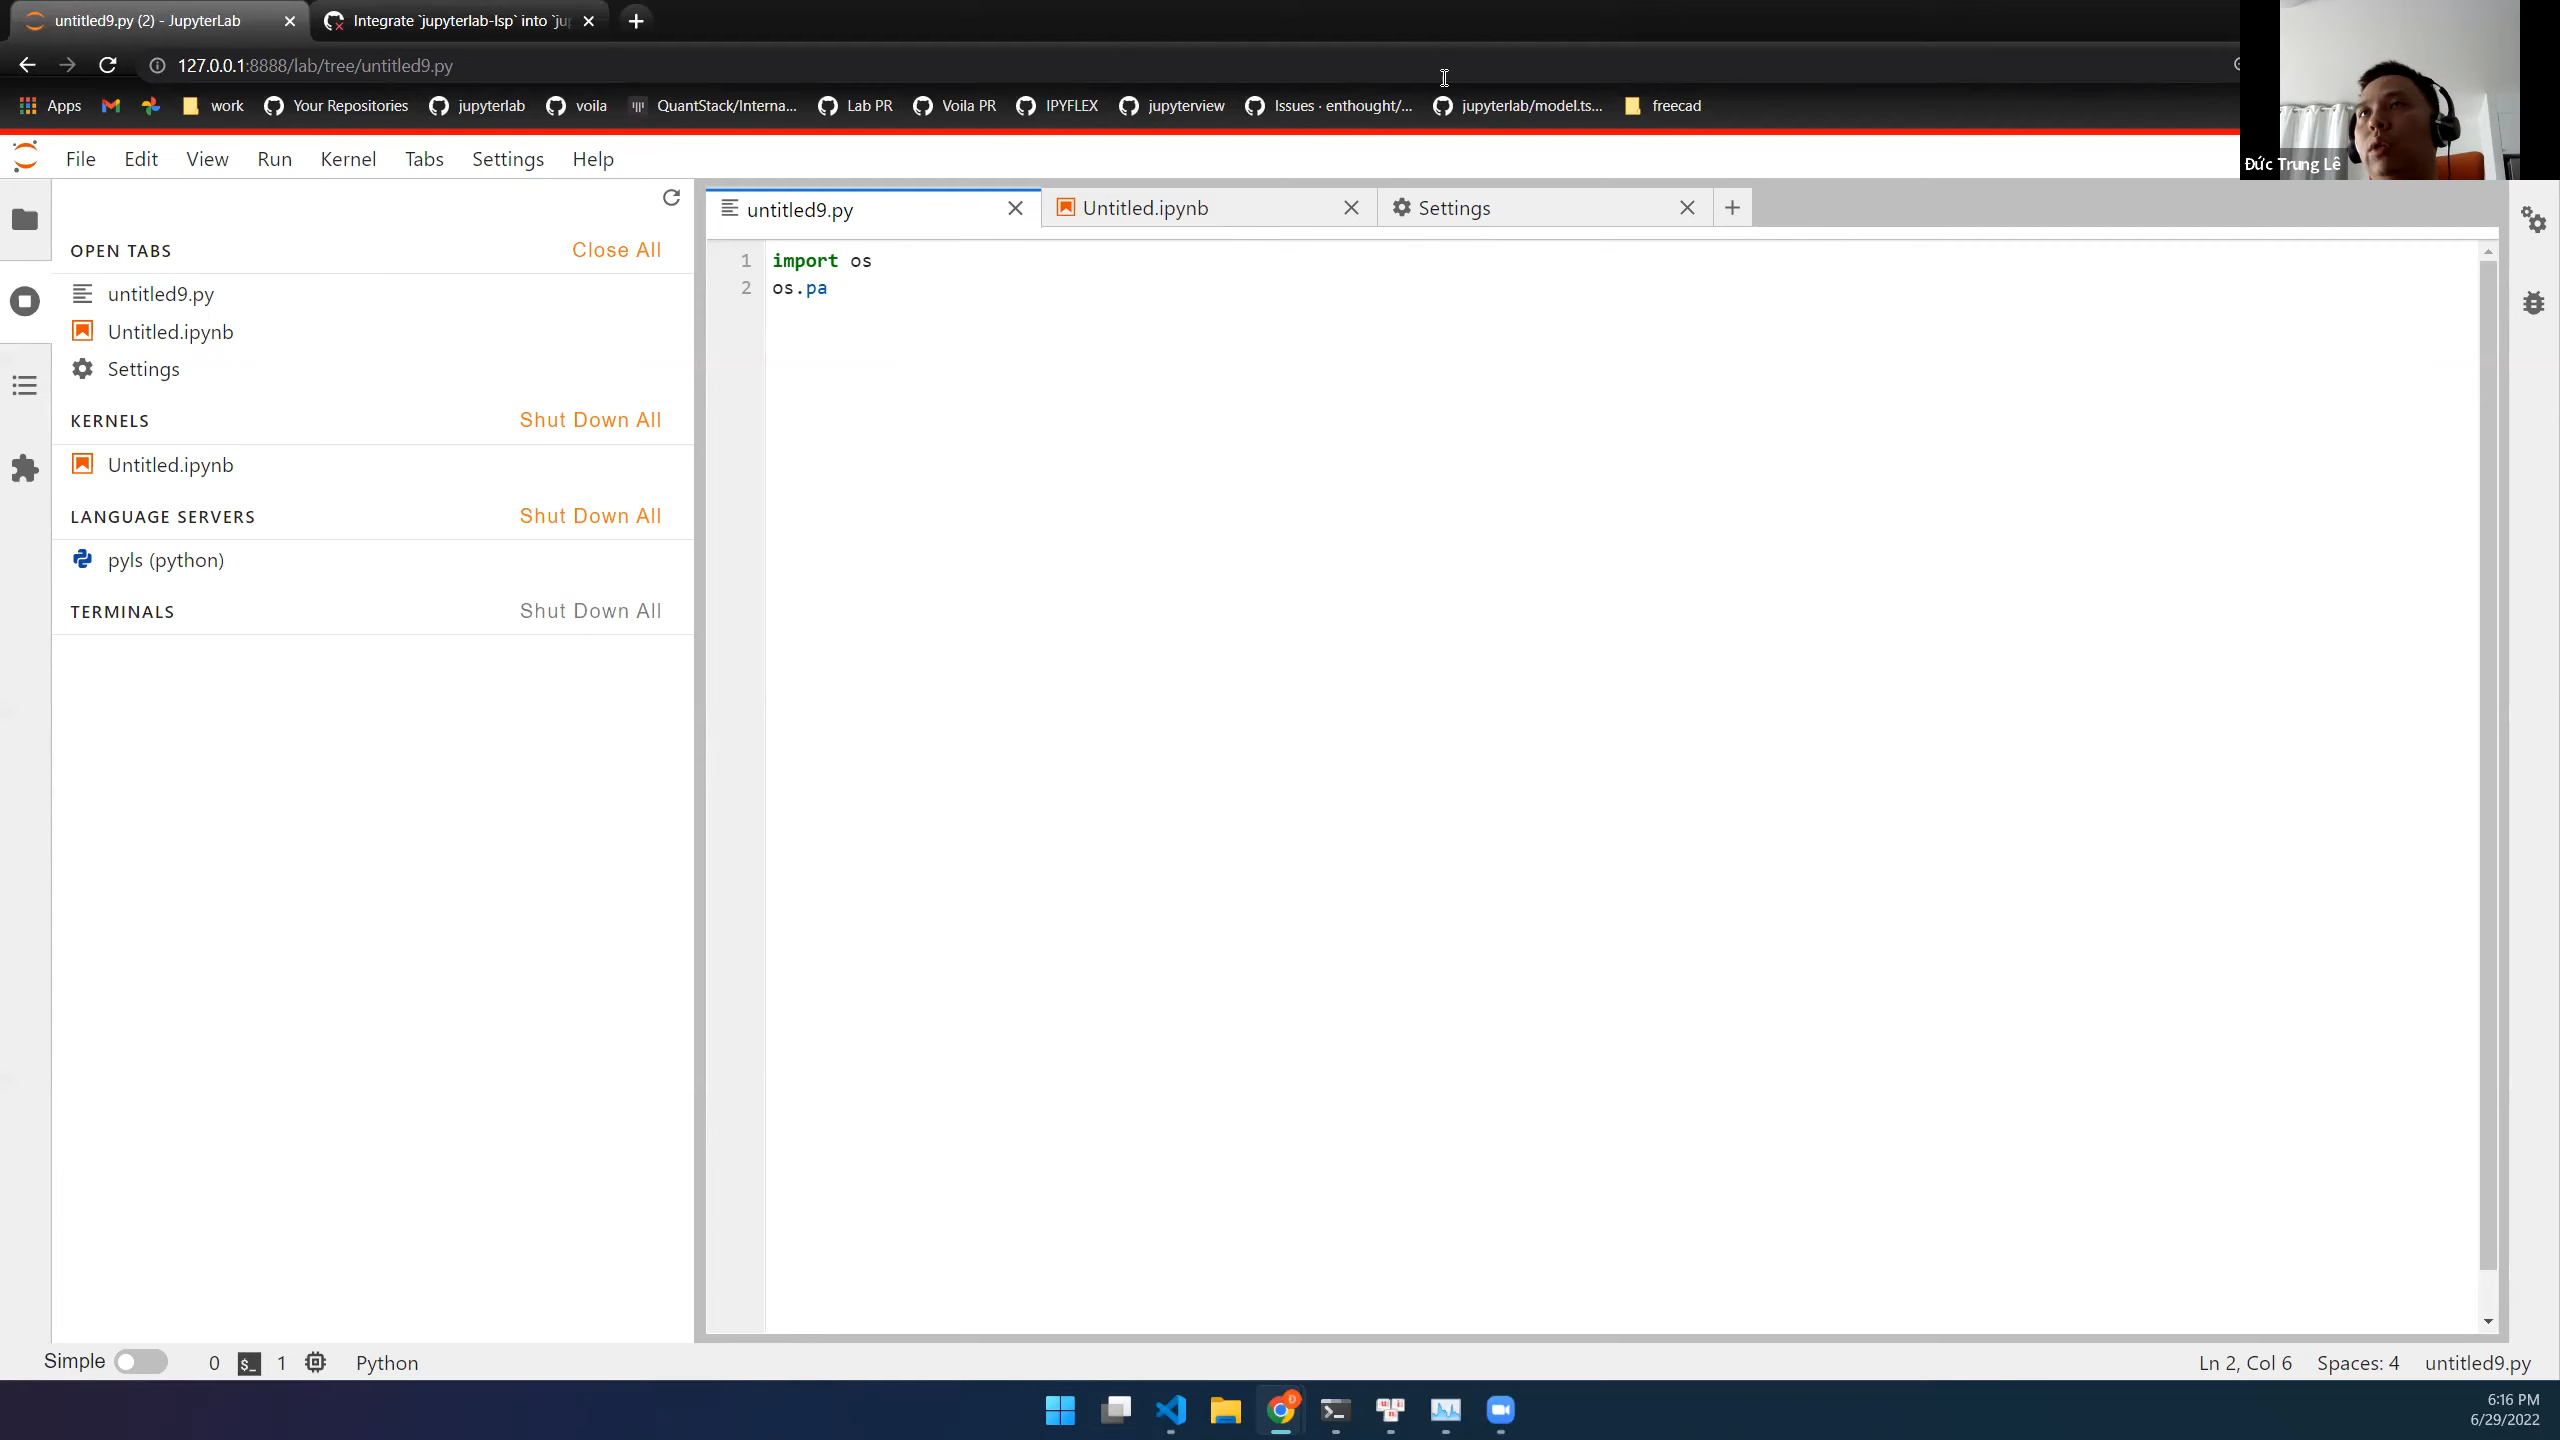 untitled9.py (2) - JupyterLab
Integrate `jupyterlab-lsp` into `ju
127.0.0.1:8888/lab/tree/untitled9.py
Apps work Your Repositories jupyterlab voila QuantStack/Interna... Lab PR Voila PR IPYFLEX jupyterview Issues · enthought/... jupyterlab/model.ts... freecad
Đức Trung Lê
File Edit View Run Kernel Tabs Settings Help
untitled9.py
Untitled.ipynb
Settings
OPEN TABS Close All
untitled9.py
Untitled.ipynb
Settings
KERNELS Shut Down All
Untitled.ipynb
LANGUAGE SERVERS Shut Down All
pyls (python)
TERMINALS Shut Down All
1 import os
2 os.pa
Simple 0 $_ 1 Python
Ln 2, Col 6 Spaces: 4 untitled9.py
6:16 PM
6/29/2022